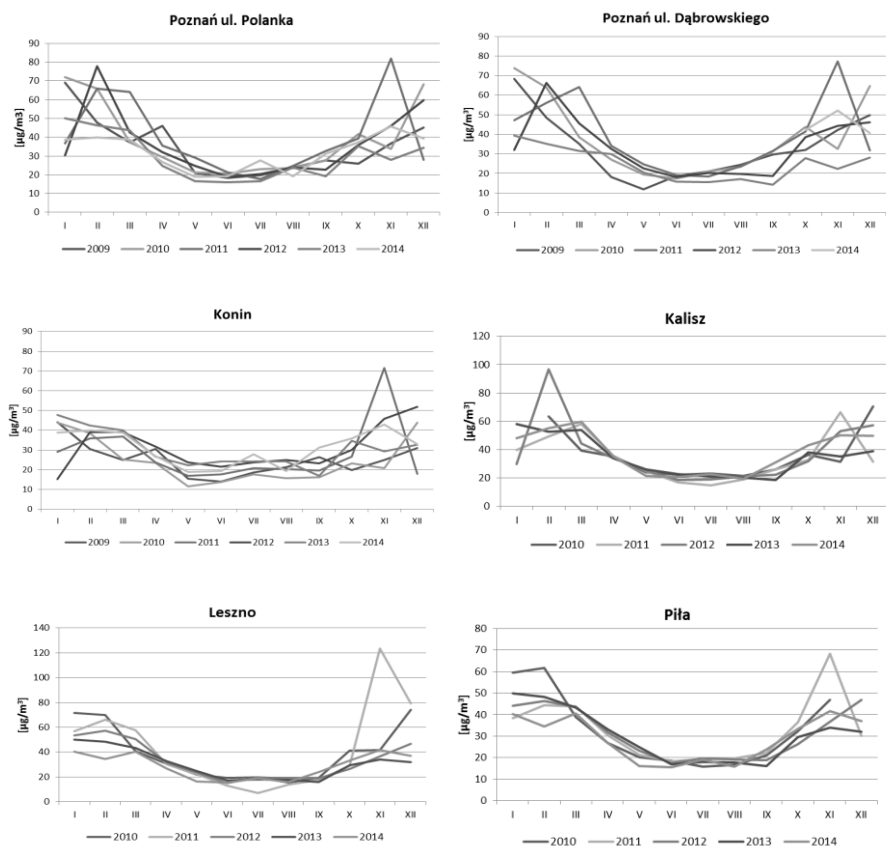 Poznań ul. Polanka
[µg/m3]
90
80
70
60
50
40
30
20
10
0
I II III IV V VI VII VIII IX X XI XII
2009 2010 2011 2012 2013 2014
Poznań ul. Dąbrowskiego
[µg/m³]
90
80
70
60
50
40
30
20
10
0
I II III IV V VI VII VIII IX X XI XII
2009 2010 2011 2012 2013 2014
Konin
[µg/m³]
90
80
70
60
50
40
30
20
10
0
I II III IV V VI VII VIII IX X XI XII
2009 2010 2011 2012 2013 2014
Kalisz
[µg/m³]
120
100
80
60
40
20
0
I II III IV V VI VII VIII IX X XI XII
2010 2011 2012 2013 2014
Leszno
[µg/m³]
140
120
100
80
60
40
20
0
I II III IV V VI VII VIII IX X XI XII
2010 2011 2012 2013 2014
Piła
[µg/m³]
80
70
60
50
40
30
20
10
0
I II III IV V VI VII VIII IX X XI XII
2010 2011 2012 2013 2014